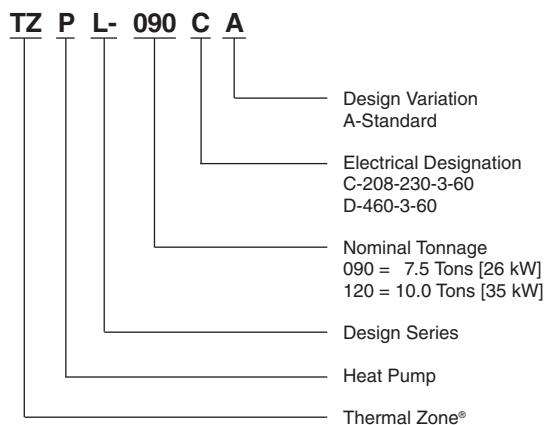 TZ P L- 090 C A
Design Variation
A-Standard
Electrical Designation
C-208-230-3-60
D-460-3-60
Nominal Tonnage
090 = 7.5 Tons [26 kW]
120 = 10.0 Tons [35 kW]
Design Series
Heat Pump
Thermal Zone®